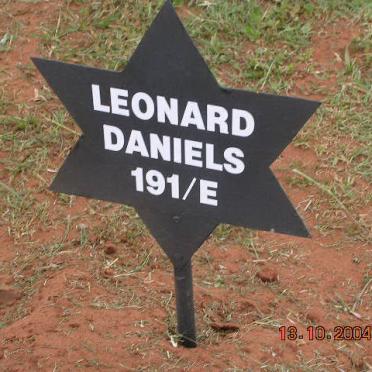 LEONARD
DANIELS
191/E
13.10.2004